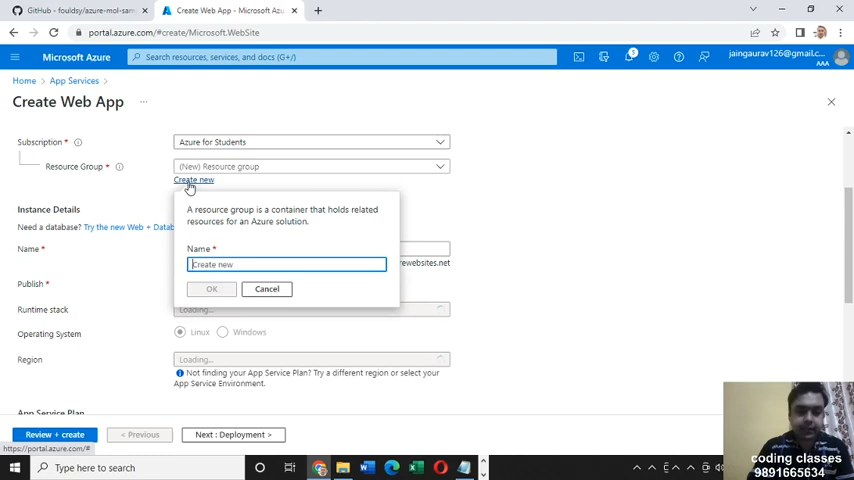 GitHub - fouldsy/azure-mol-sam
Create Web App - Microsoft Azu
portal.azure.com/#create/Microsoft.WebSite
Microsoft Azure
Search resources, services, and docs (G+/)
5
jaingaurav126@gmail.c...
AAA
Home > App Services >
Create Web App ...
Subscription *
Azure for Students
Resource Group *
(New) Resource group
Create new
A resource group is a container that holds related
resources for an Azure solution.
Instance Details
Need a database? Try the new Web + Datab
Name *
Name *
Create new
.rewebsites.net
Publish *
OK
Cancel
Runtime stack
Loading...
Operating System
Linux
Windows
Region
Loading...
Not finding your App Service Plan? Try a different region or select your
App Service Environment.
App Service Plan
Review + create
< Previous
Next : Deployment >
https://portal.azure.com/#
Type here to search
coding classes
9891665634